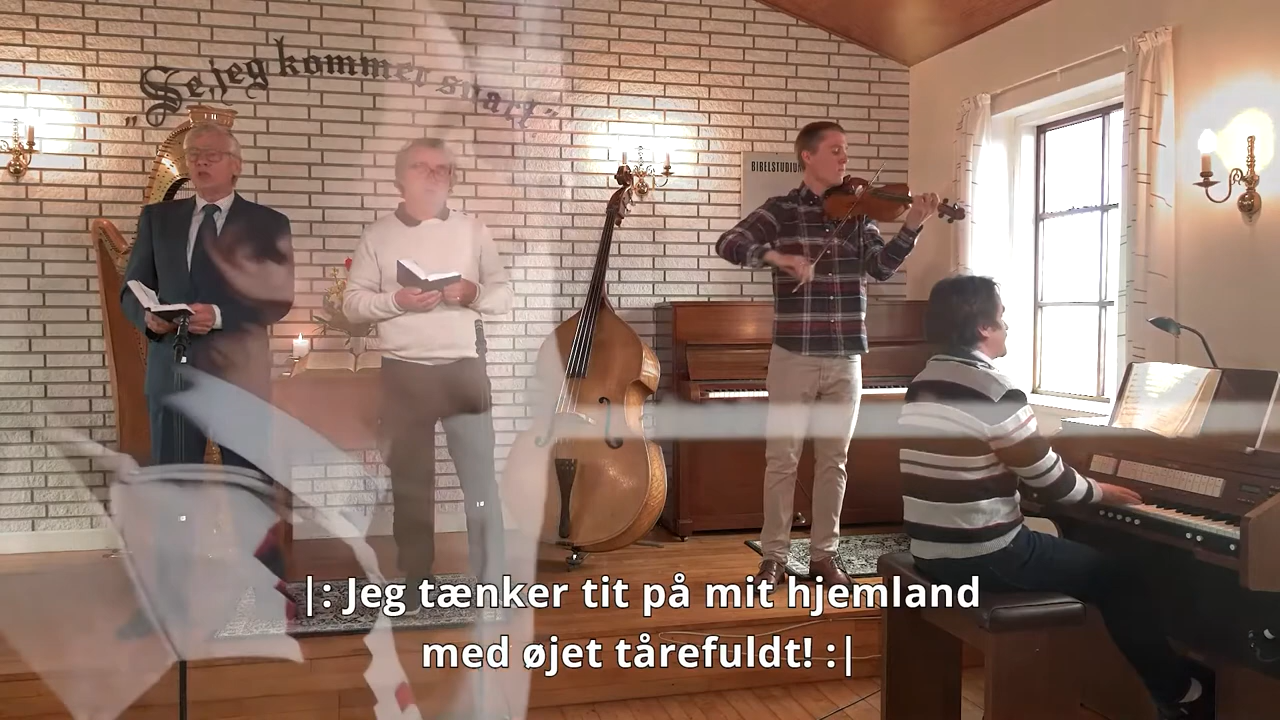 „Se, jeg kommer snart"
BIBELSTUDIUM
|: Jeg tænker tit på mit hjemland
med øjet tårefuldt! :|